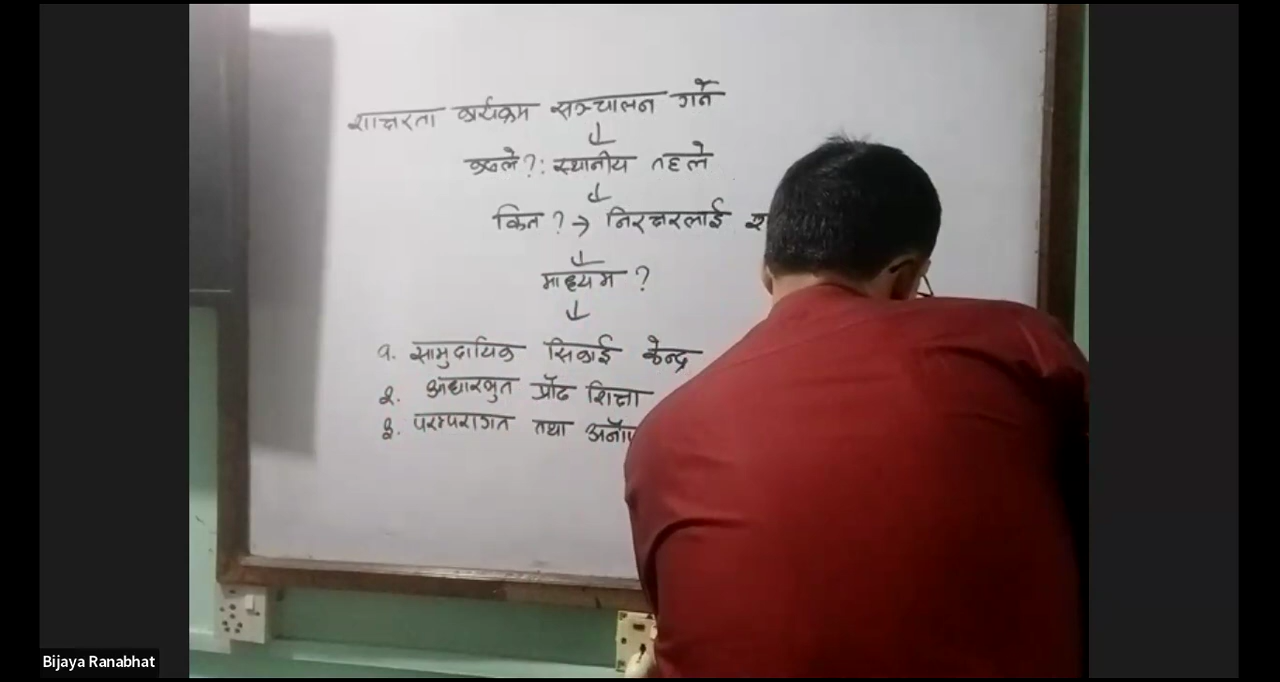 शाक्षरता कार्यक्रम सञ्चालन गर्ने
↓
कसले?: स्थानीय तहले
↓
किन? → निरक्षरलाई
↓
माध्यम?
↓
१. सामुदायिक सिकाई केन्द्र
२. आधारभुत प्रौढ शिक्षा
३. परम्परागत तथा
Bijaya Ranabhat